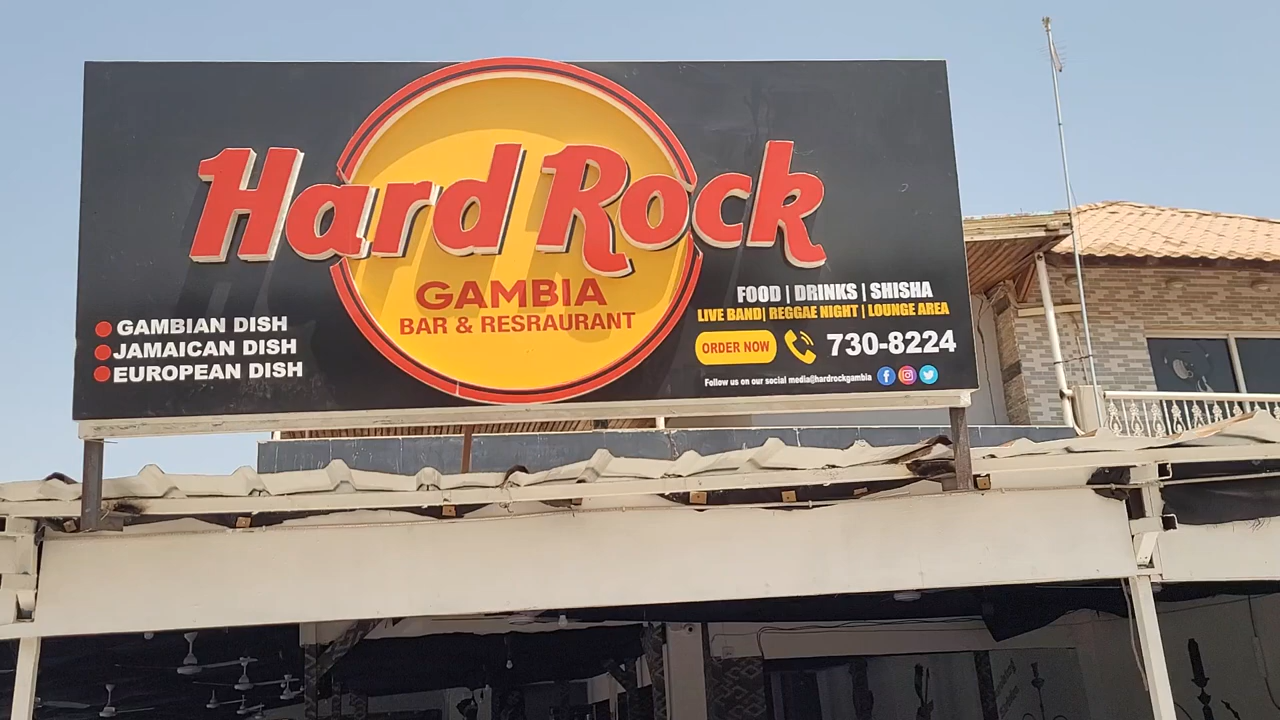 Hard Rock
GAMBIA
BAR & RESRAURANT
GAMBIAN DISH
JAMAICAN DISH
EUROPEAN DISH
FOOD | DRINKS | SHISHA
LIVE BAND| REGGAE NIGHT | LOUNGE AREA
ORDER NOW 730-8224
Follow us on our social media@hardrockgambia